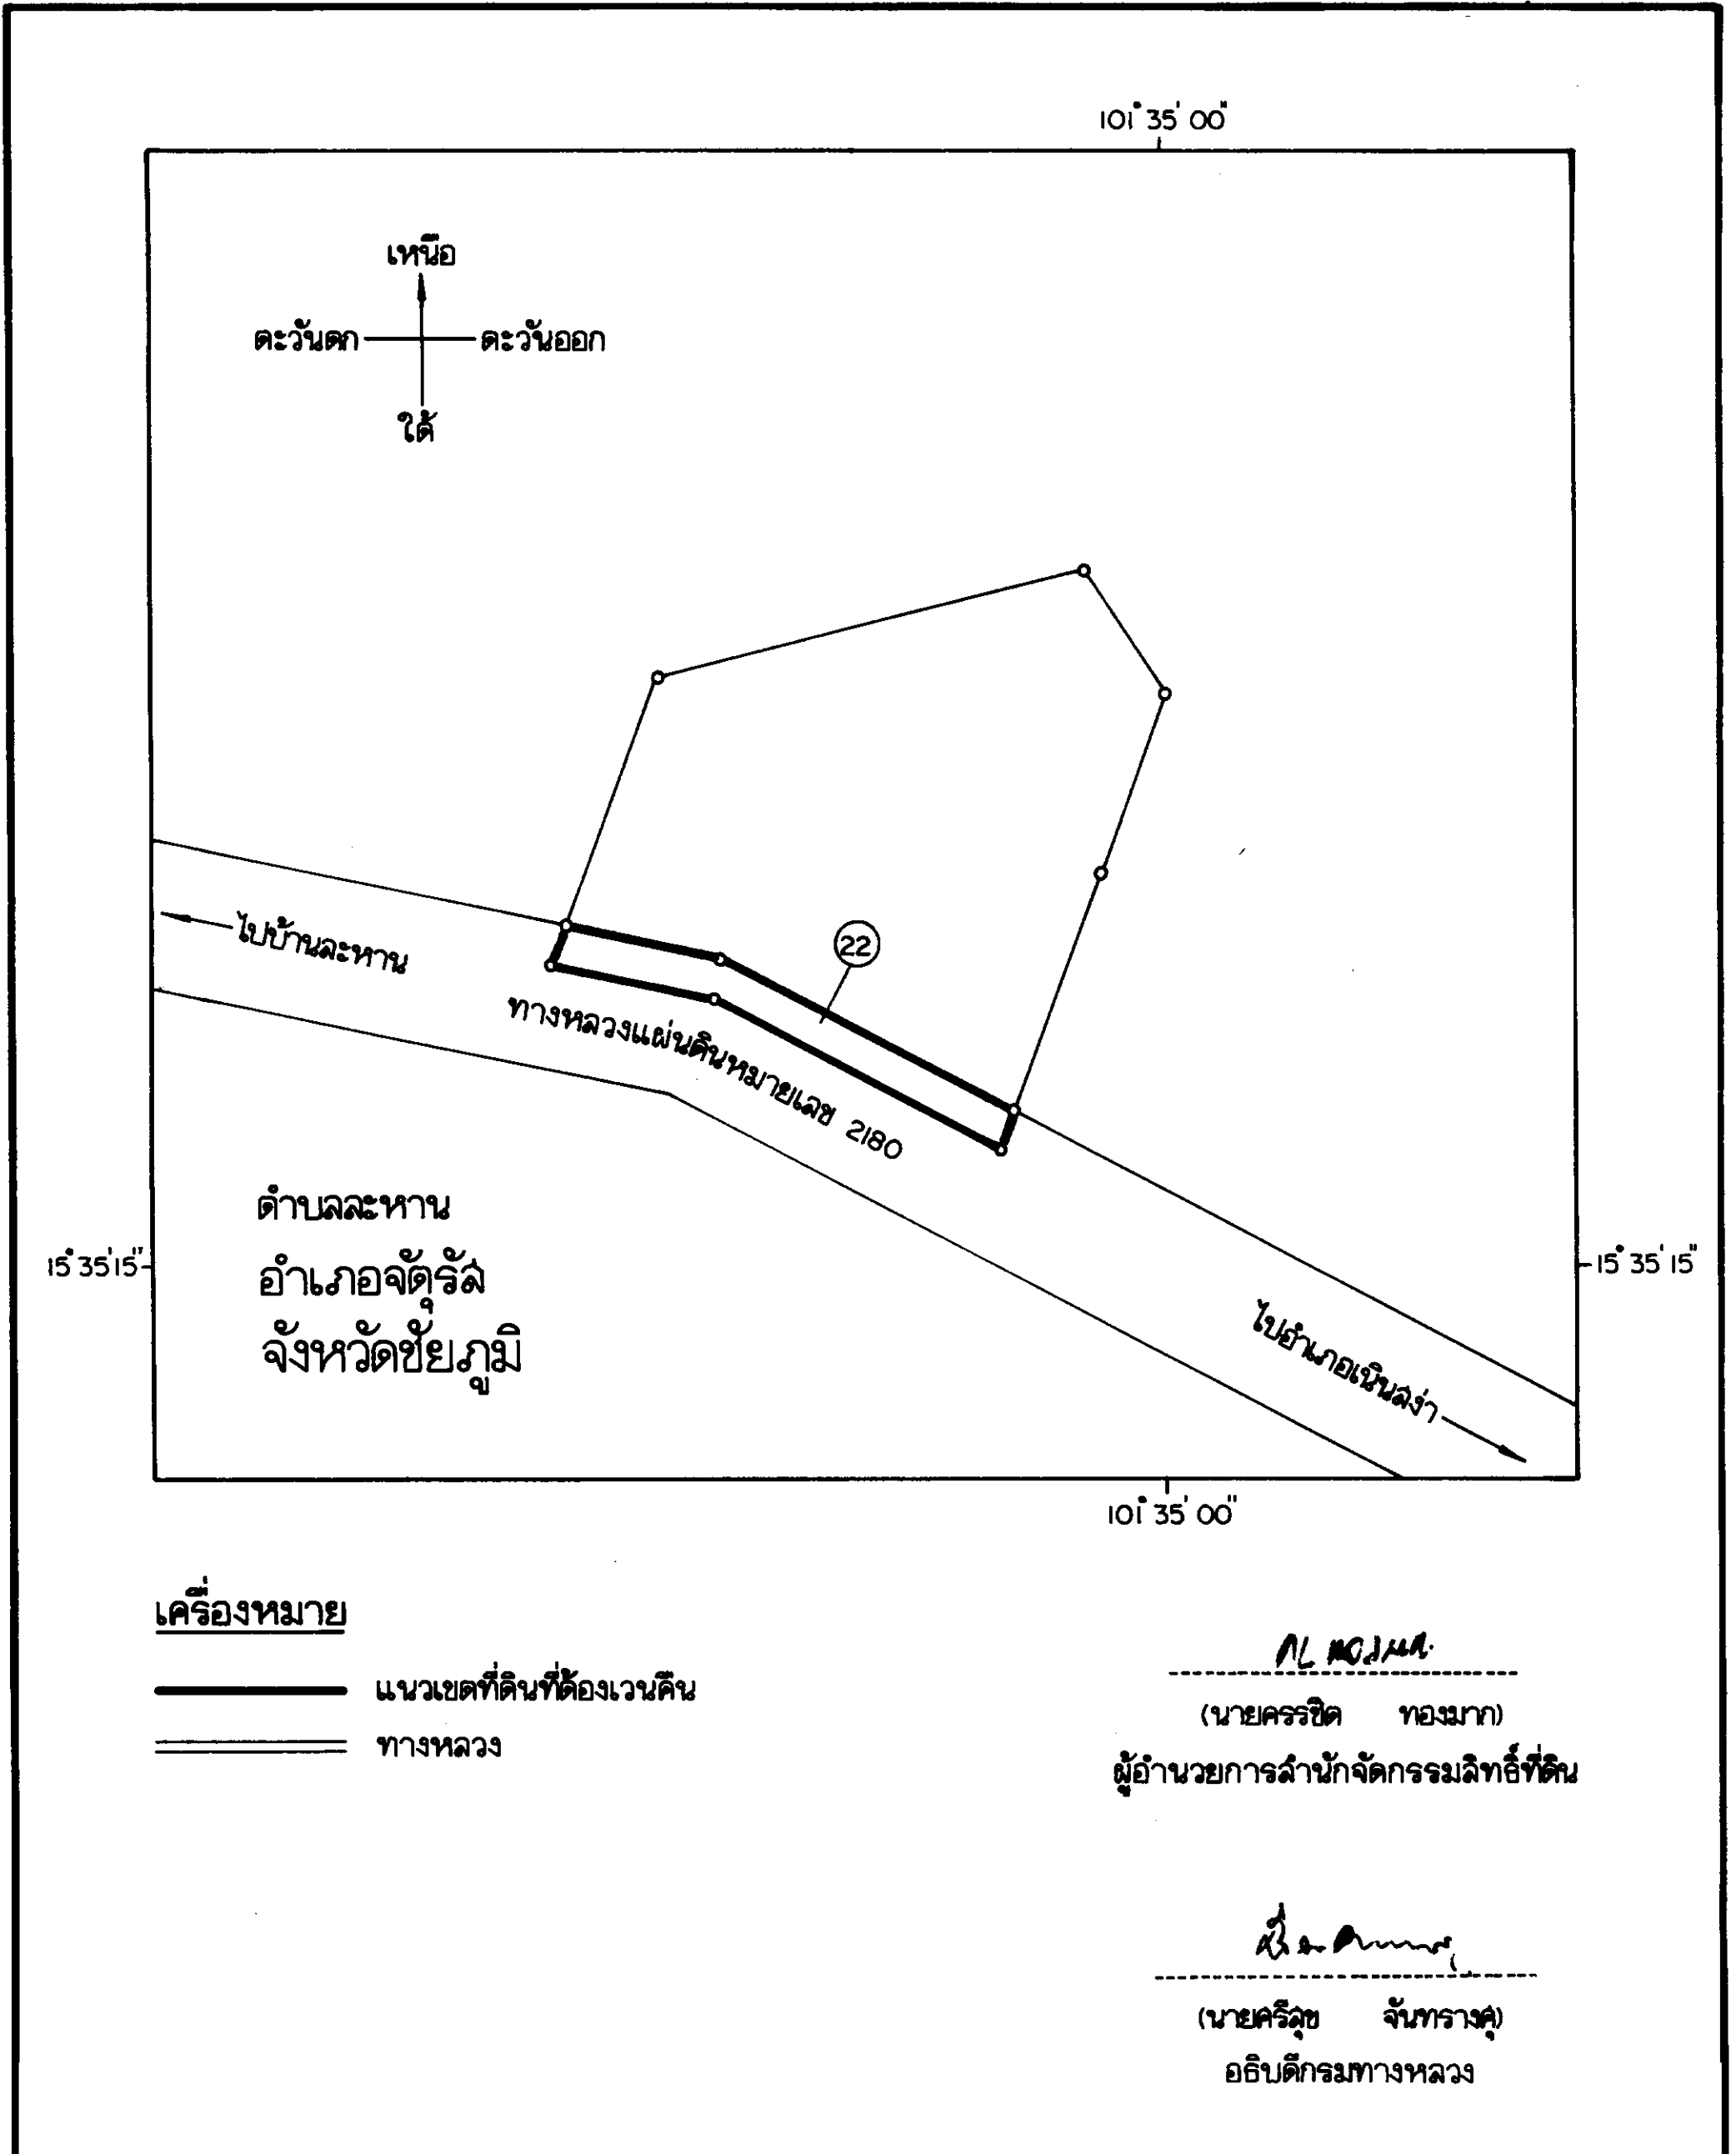 101° 35' 00"
เหนือ
ตะวันตก ตะวันออก
ใต้
ไปบ้านละหาน
22
ทางหลวงแผ่นดินหมายเลข 2180
ตำบลละหาน
15° 35' 15" 15° 35' 15"
อำเภอจัตุรัส
จังหวัดชัยภูมิ
ไปอำเภอเนินสง่า
101° 35' 00"
เครื่องหมาย
แนวเขตที่ดินที่ต้องเวนคืน
ทางหลวง
(นายครรชิต ทองมาก)
ผู้อำนวยการสำนักจัดกรรมสิทธิ์ที่ดิน
(นายศรีสุข จันทรางศุ)
อธิบดีกรมทางหลวง